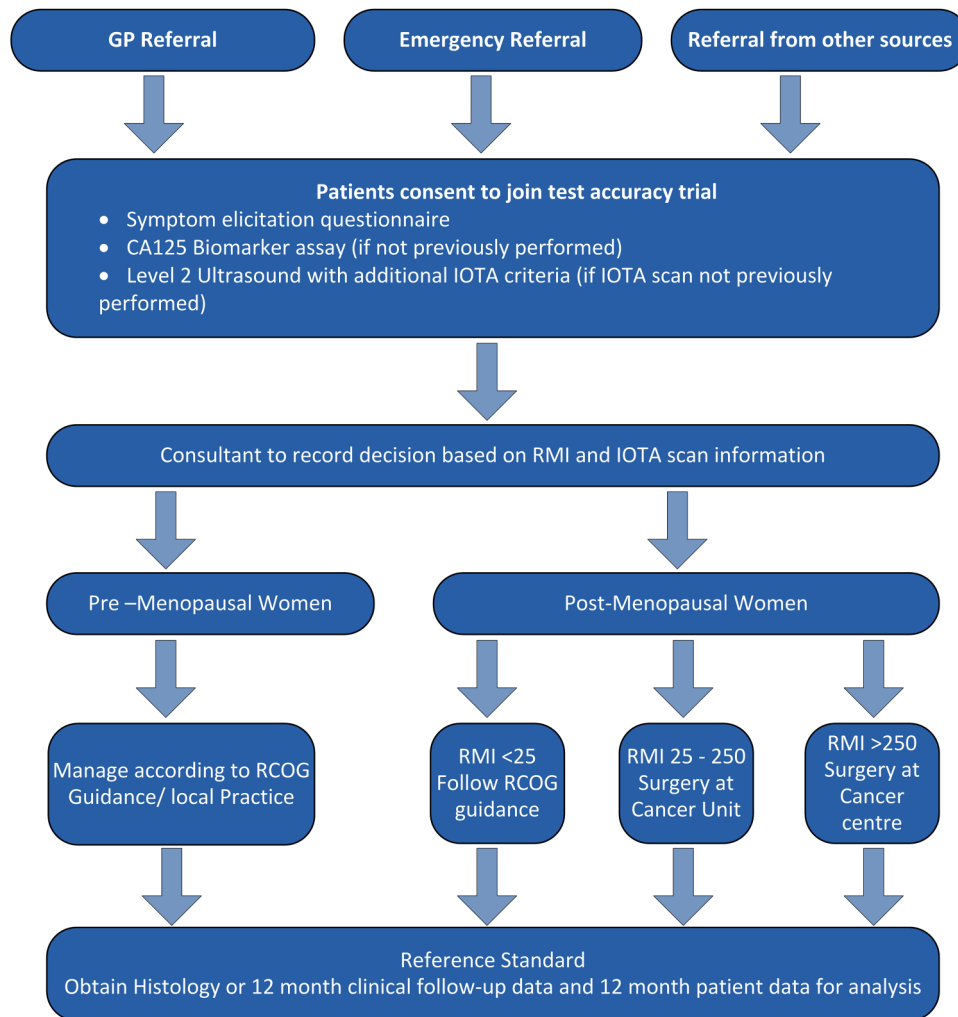 GP Referral
Emergency Referral
Referral from other sources
Patients consent to join test accuracy trial
• Symptom elicitation questionnaire
• CA125 Biomarker assay (if not previously performed)
• Level 2 Ultrasound with additional IOTA criteria (if IOTA scan not previously
performed)
Consultant to record decision based on RMI and IOTA scan information
Pre –Menopausal Women
Post-Menopausal Women
Manage according to RCOG
Guidance/ local Practice
RMI <25
Follow RCOG
guidance
RMI 25 - 250
Surgery at
Cancer Unit
RMI >250
Surgery at
Cancer
centre
Reference Standard
Obtain Histology or 12 month clinical follow-up data and 12 month patient data for analysis